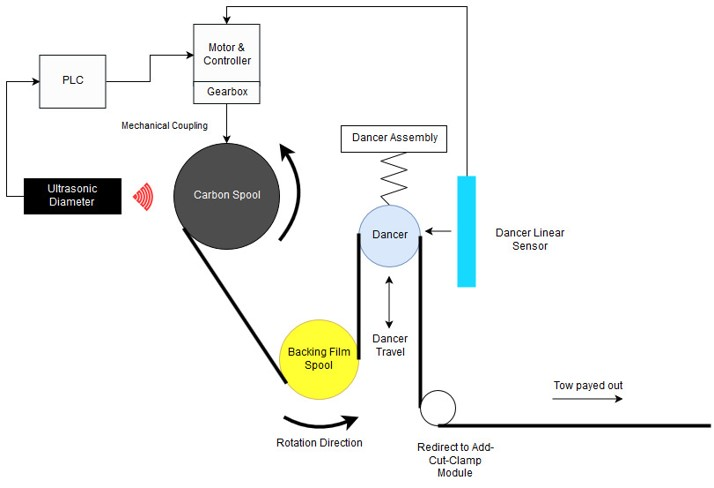 Motor &
Controller
PLC
Gearbox
Mechanical Coupling
Dancer Assembly
Ultrasonic
Diameter
Carbon Spool
Dancer
Dancer Linear
Sensor
Dancer
Travel
Backing Film
Spool
Tow payed out
Rotation Direction
Redirect to Add-
Cut-Clamp
Module